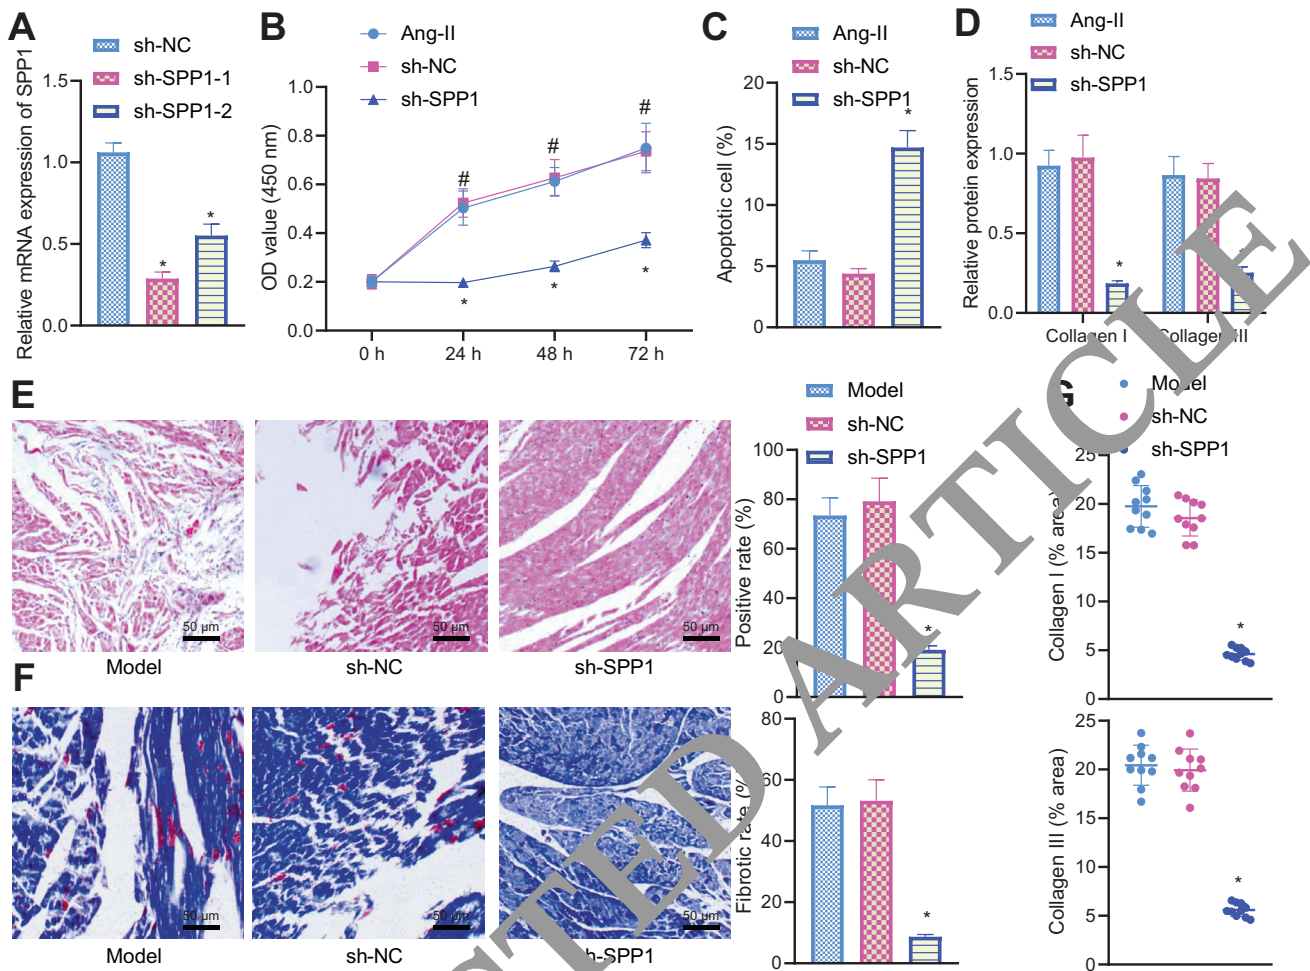 A
sh-NC
sh-SPP1-1
sh-SPP1-2
Relative mRNA expression of SPP1
1.5
1.0
0.5
0.0
*
*
B
Ang-II
sh-NC
sh-SPP1
OD value (450 nm)
1.0
0.8
0.6
0.4
0.2
0.0
#
#
#
*
*
*
0 h
24 h
48 h
72 h
C
Ang-II
sh-NC
sh-SPP1
Apoptotic cell (%)
20
15
10
5
0
*
D
Ang-II
sh-NC
sh-SPP1
Relative protein expression
1.5
1.0
0.5
0.0
*
Collagen I
Collagen III
E
50 µm
50 µm
50 µm
Model
sh-NC
sh-SPP1
Model
sh-NC
sh-SPP1
Positive rate (%)
100
80
60
40
20
0
*
F
50 µm
50 µm
50 µm
Model
sh-NC
sh-SPP1
Fibrotic rate (%)
80
60
40
20
0
*
G
Model
sh-NC
sh-SPP1
Collagen I (% area)
25
20
15
10
5
0
*
Collagen III (% area)
25
20
15
10
5
0
*
TED ARTICLE